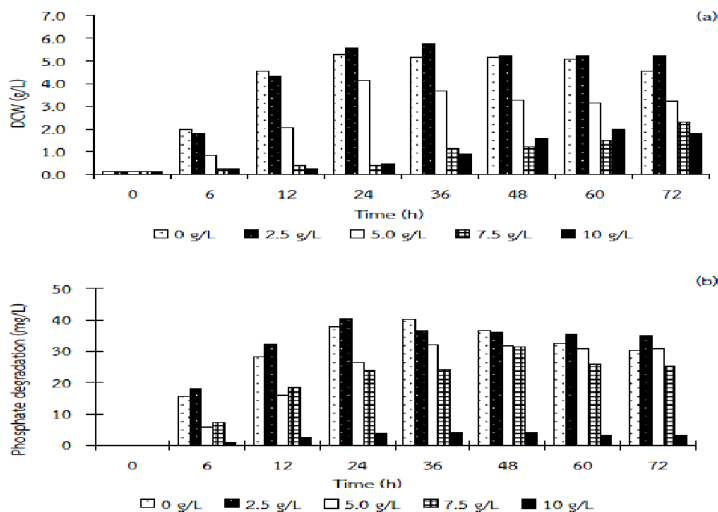 (a)
7.0
6.0
5.0
4.0
3.0
2.0
1.0
0.0
DCW (g/L)
0 6 12 24 36 48 60 72
Time (h)
0 g/L 2.5 g/L 5.0 g/L 7.5 g/L 10 g/L
(b)
50
40
30
20
10
0
Phosphate degradation (mg/L)
0 6 12 24 36 48 60 72
Time (h)
0 g/L 2.5 g/L 5.0 g/L 7.5 g/L 10 g/L